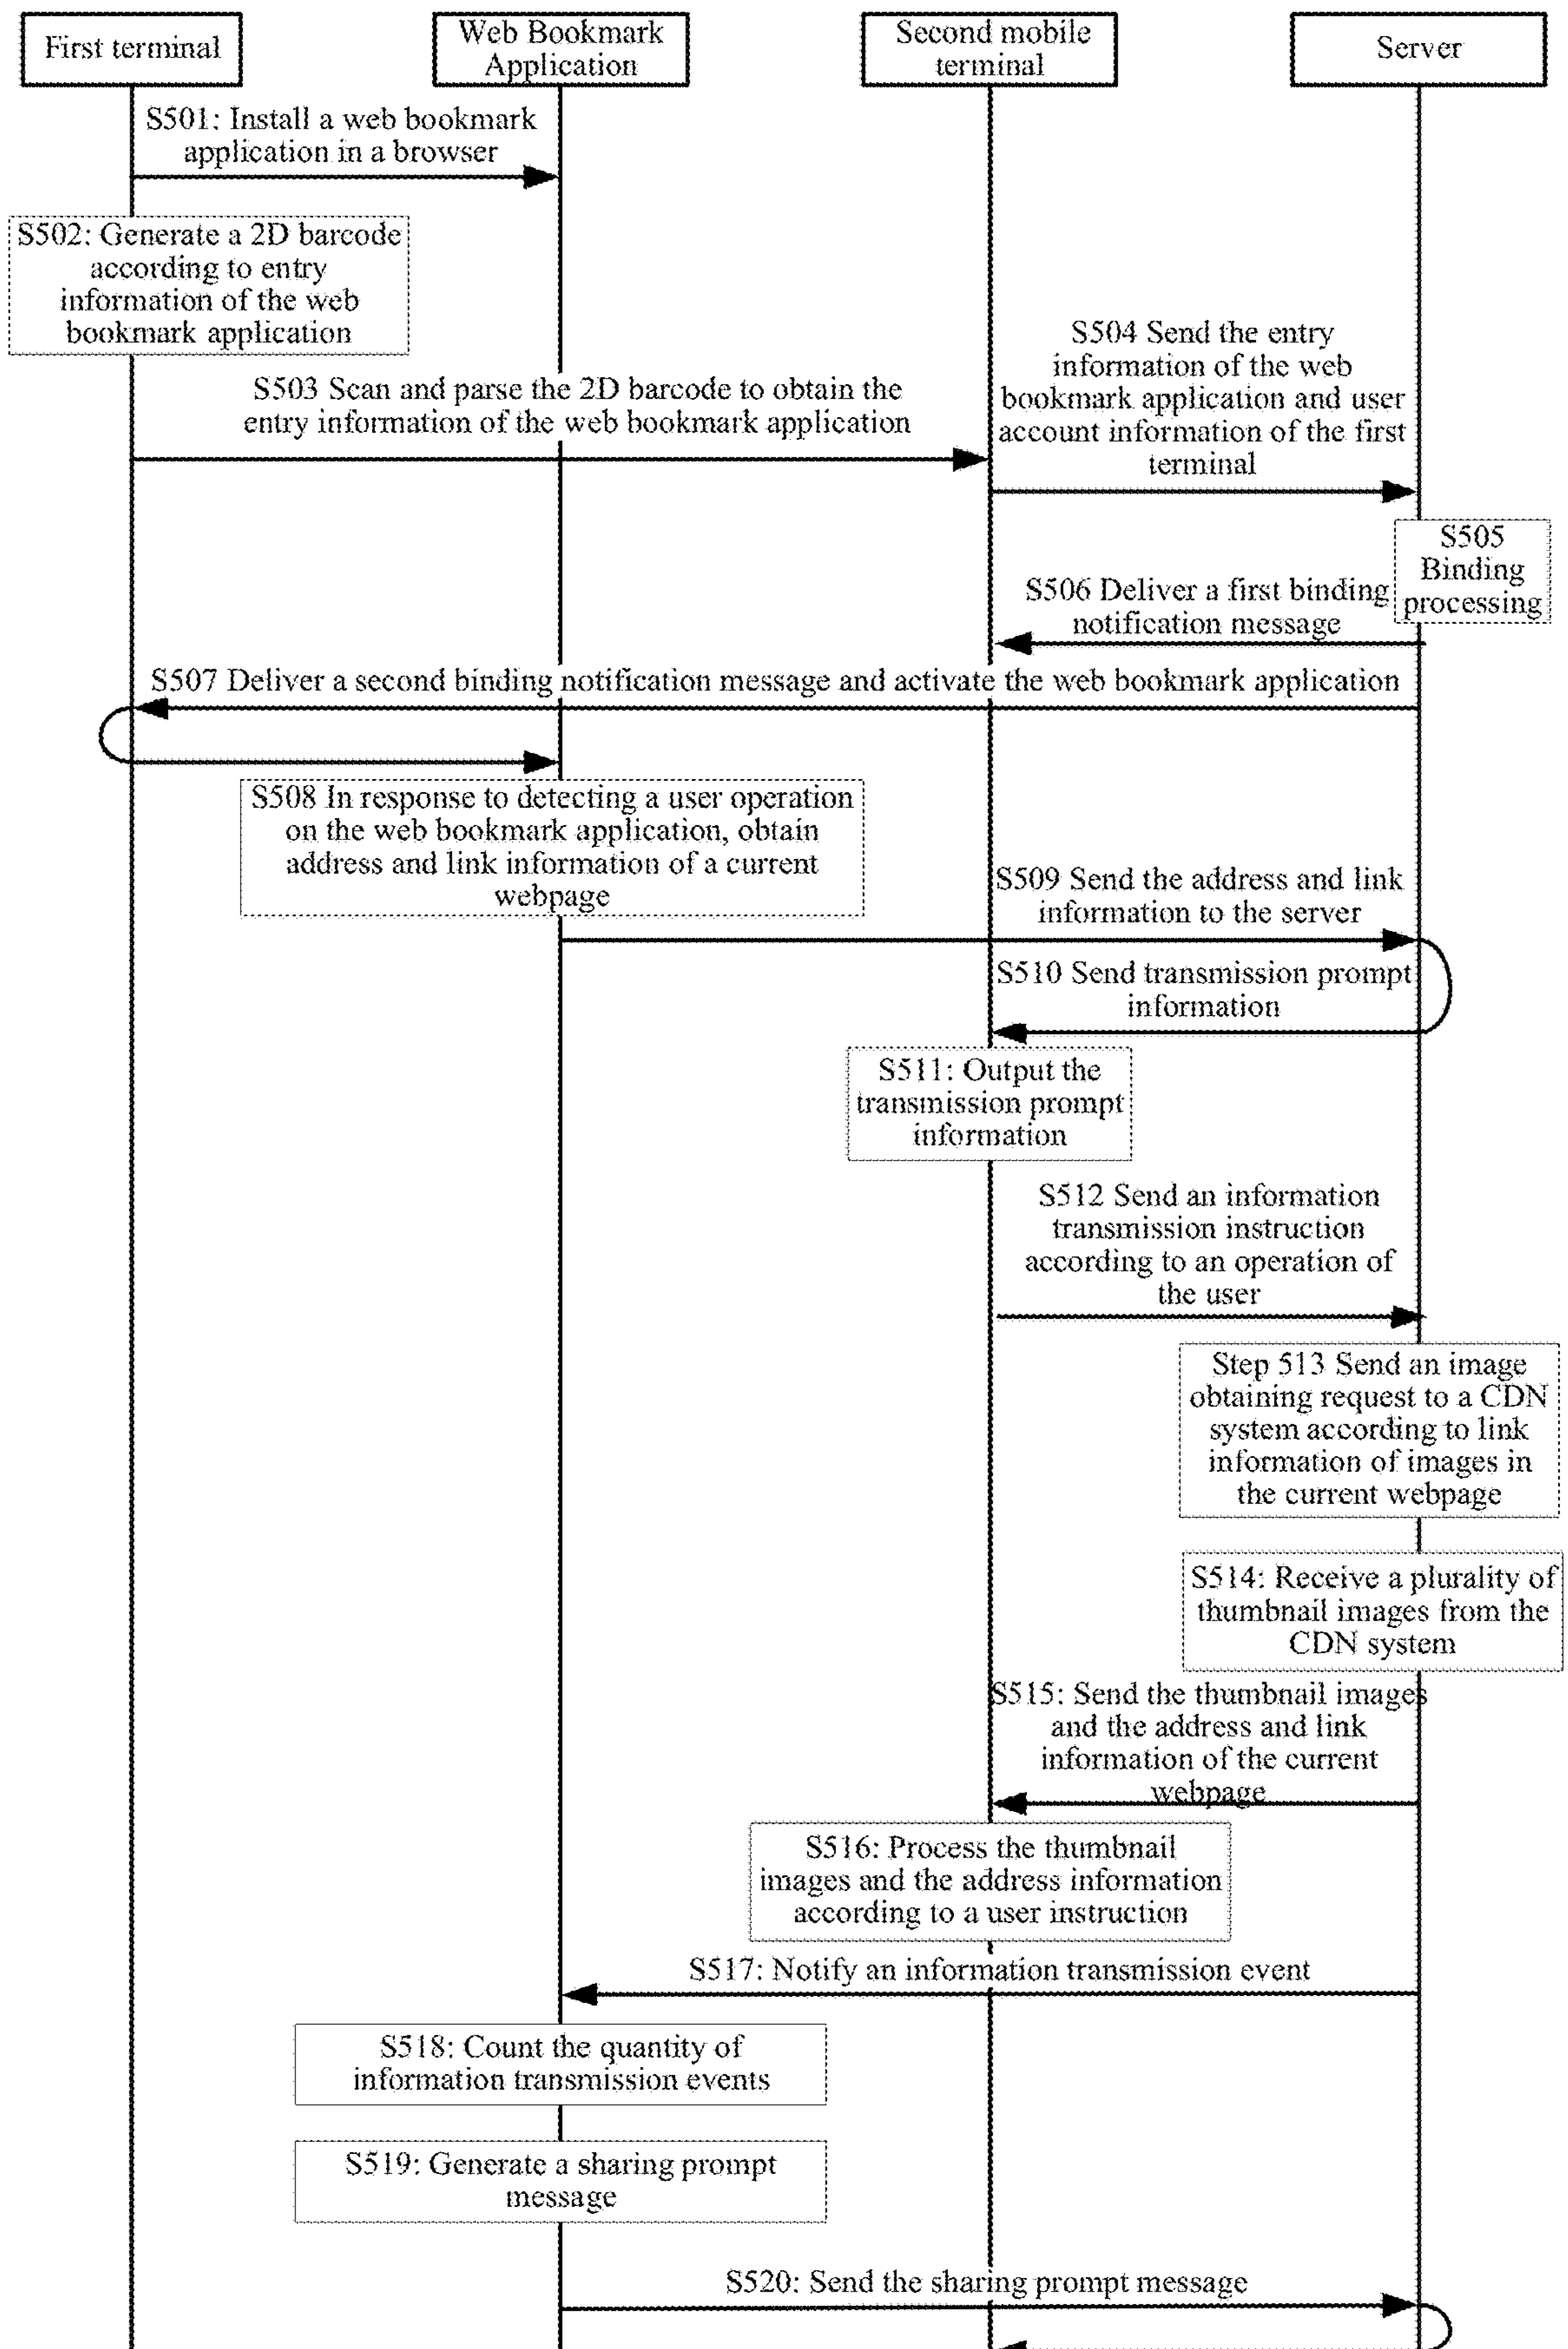 First terminal
Web Bookmark
Application
Second mobile
terminal
Server
S501: Install a web bookmark
application in a browser
S502: Generate a 2D barcode
according to entry
information of the web
bookmark application
S503 Scan and parse the 2D barcode to obtain the
entry information of the web bookmark application
S504 Send the entry
information of the web
bookmark application and user
account information of the first
terminal
S505
Binding
processing
S506 Deliver a first binding
notification message
S507 Deliver a second binding notification message and activate the web bookmark application
S508 In response to detecting a user operation
on the web bookmark application, obtain
address and link information of a current
webpage
S509 Send the address and link
information to the server
S510 Send transmission prompt
information
S511: Output the
transmission prompt
information
S512 Send an information
transmission instruction
according to an operation of
the user
Step 513 Send an image
obtaining request to a CDN
system according to link
information of images in
the current webpage
S514: Receive a plurality of
thumbnail images from the
CDN system
S515: Send the thumbnail images
and the address and link
information of the current
webpage
S516: Process the thumbnail
images and the address information
according to a user instruction
S517: Notify an information transmission event
S518: Count the quantity of
information transmission events
S519: Generate a sharing prompt
message
S520: Send the sharing prompt message